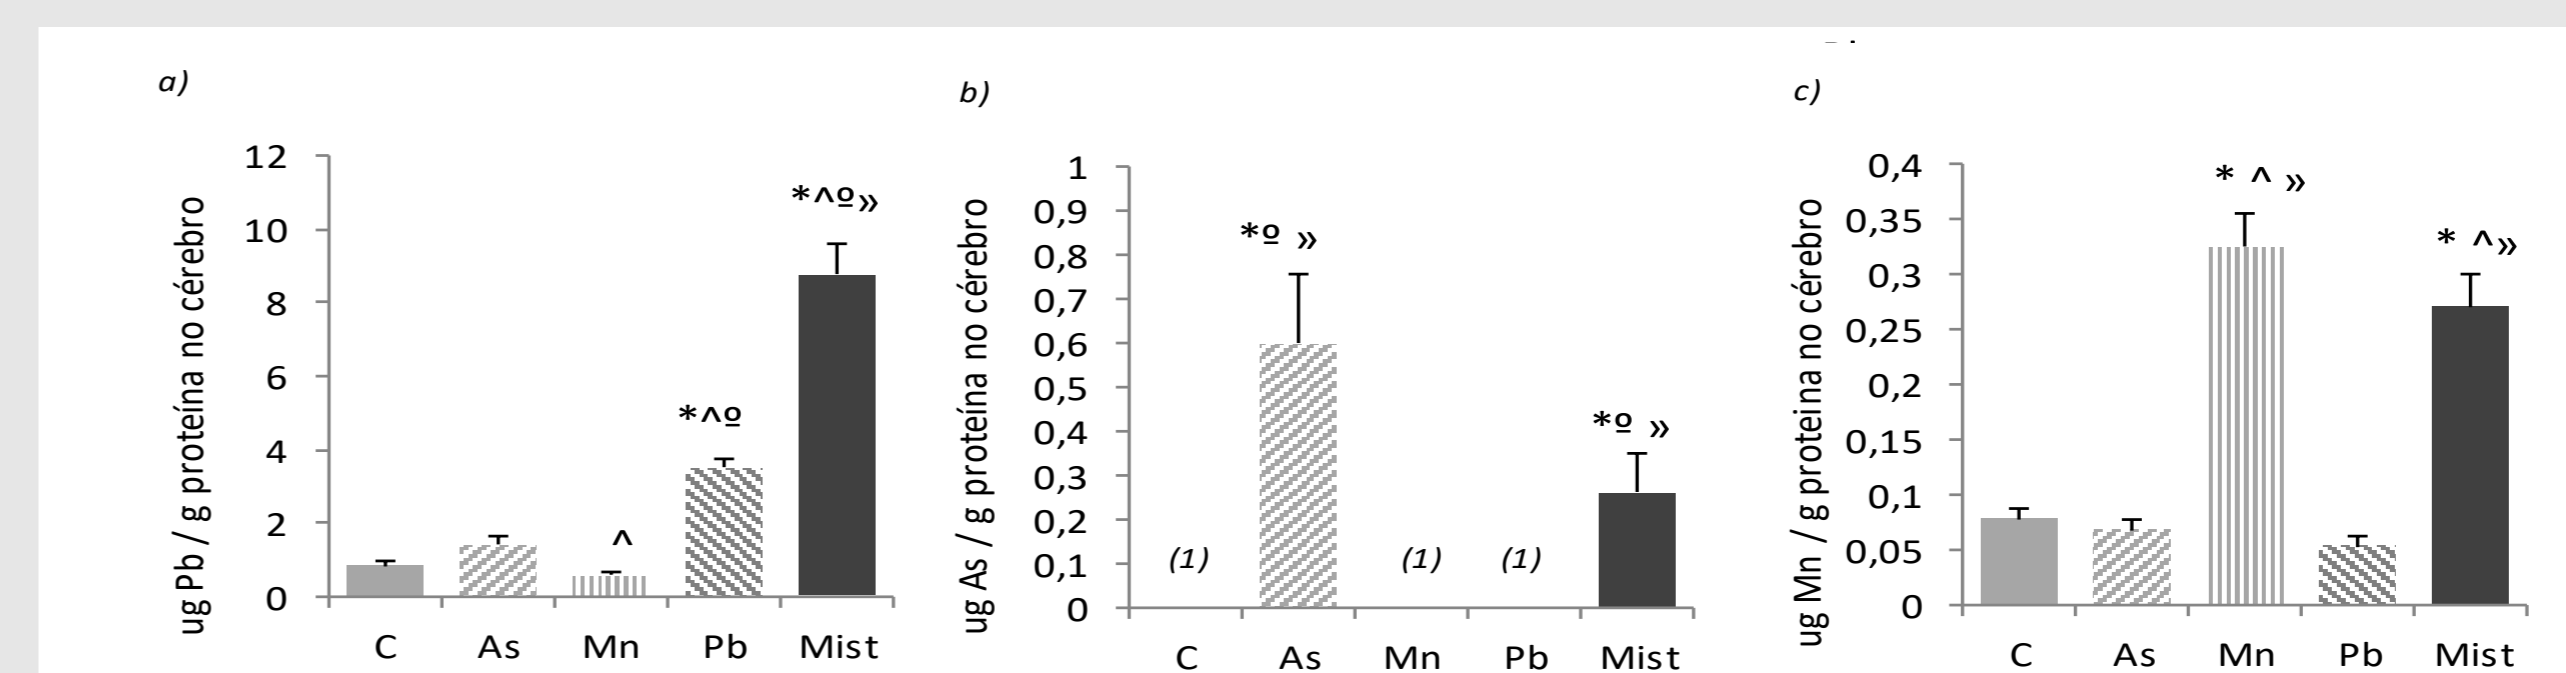 a)
ug Pb / g proteína no cérebro
12
10
8
6
4
2
0
^
*^º
*^º»
C As Mn Pb Mist
b)
ug As / g proteína no cérebro
1
0,9
0,8
0,7
0,6
0,5
0,4
0,3
0,2
0,1
0
(1)
*º »
(1)
(1)
*º »
C As Mn Pb Mist
c)
ug Mn / g proteina no cérebro
0,4
0,35
0,3
0,25
0,2
0,15
0,1
0,05
0
* ^ »
* ^»
C As Mn Pb Mist